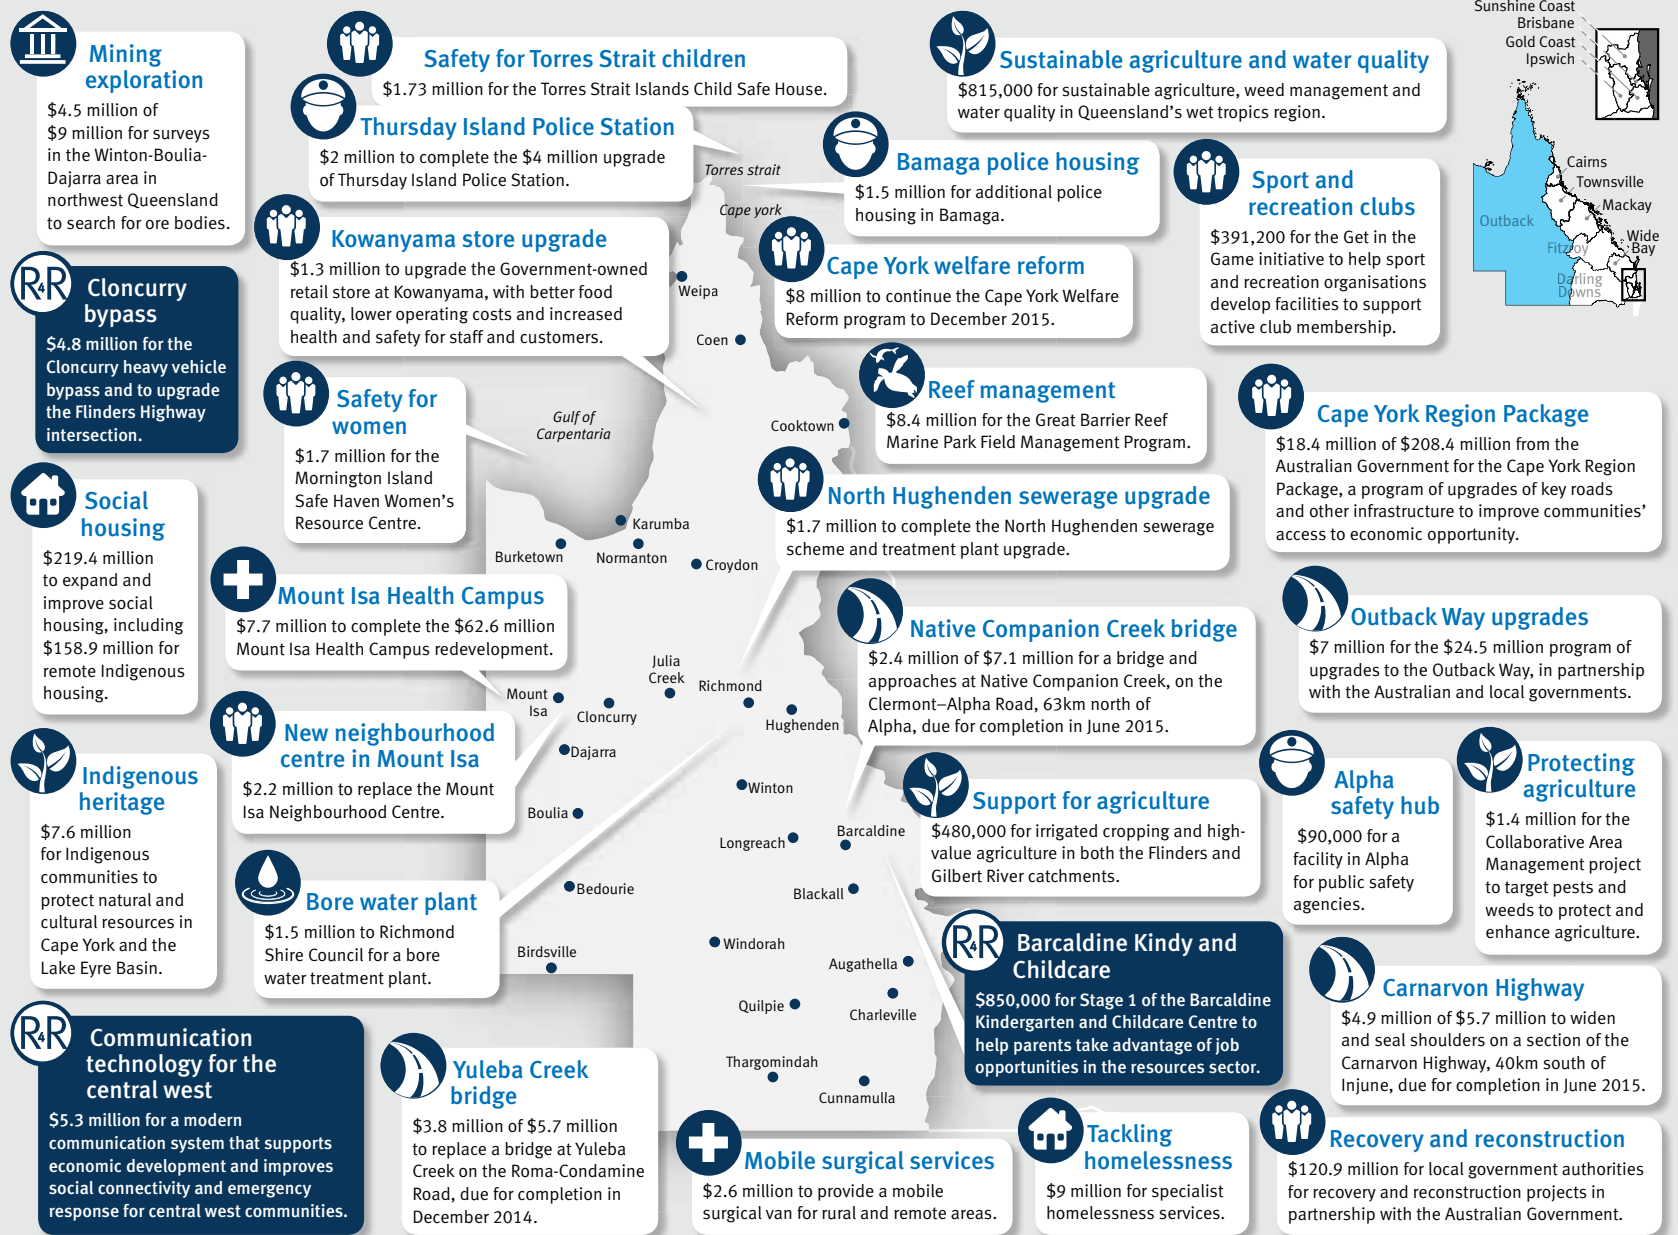 Mining
exploration
$4.5 million of
$9 million for surveys
in the Winton-Boulia-
Dajarra area in
northwest Queensland
to search for ore bodies.
Safety for Torres Strait children
$1.73 million for the Torres Strait Islands Child Safe House.
Thursday Island Police Station
$2 million to complete the $4 million upgrade
of Thursday Island Police Station.
Sustainable agriculture and water quality
$815,000 for sustainable agriculture, weed management and
water quality in Queensland's wet tropics region.
Bamaga police housing
$1.5 million for additional police
housing in Bamaga.
Sport and
recreation clubs
$391,200 for the Get in the
Game initiative to help sport
and recreation organisations
develop facilities to support
active club membership.
Sunshine Coast
Brisbane
Gold Coast
Ipswich
Cairns
Townsville
Mackay
Outback
Fitzroy
Wide
Bay
Darling
Downs
Kowanyama store upgrade
$1.3 million to upgrade the Government-owned
retail store at Kowanyama, with better food
quality, lower operating costs and increased
health and safety for staff and customers.
Cape York welfare reform
$8 million to continue the Cape York Welfare
Reform program to December 2015.
R4R
Cloncurry
bypass
$4.8 million for the
Cloncurry heavy vehicle
bypass and to upgrade
the Flinders Highway
intersection.
Safety for
women
$1.7 million for the
Mornington Island
Safe Haven Women's
Resource Centre.
Reef management
$8.4 million for the Great Barrier Reef
Marine Park Field Management Program.
Cape York Region Package
$18.4 million of $208.4 million from the
Australian Government for the Cape York Region
Package, a program of upgrades of key roads
and other infrastructure to improve communities'
access to economic opportunity.
Social
housing
$219.4 million
to expand and
improve social
housing, including
$158.9 million for
remote Indigenous
housing.
North Hughenden sewerage upgrade
$1.7 million to complete the North Hughenden sewerage
scheme and treatment plant upgrade.
Mount Isa Health Campus
$7.7 million to complete the $62.6 million
Mount Isa Health Campus redevelopment.
Native Companion Creek bridge
$2.4 million of $7.1 million for a bridge and
approaches at Native Companion Creek, on the
Clermont–Alpha Road, 63km north of
Alpha, due for completion in June 2015.
Outback Way upgrades
$7 million for the $24.5 million program of
upgrades to the Outback Way, in partnership
with the Australian and local governments.
New neighbourhood
centre in Mount Isa
$2.2 million to replace the Mount
Isa Neighbourhood Centre.
Indigenous
heritage
$7.6 million
for Indigenous
communities to
protect natural and
cultural resources in
Cape York and the
Lake Eyre Basin.
Support for agriculture
$480,000 for irrigated cropping and high-
value agriculture in both the Flinders and
Gilbert River catchments.
Alpha
safety hub
$90,000 for a
facility in Alpha
for public safety
agencies.
Protecting
agriculture
$1.4 million for the
Collaborative Area
Management project
to target pests and
weeds to protect and
enhance agriculture.
Bore water plant
$1.5 million to Richmond
Shire Council for a bore
water treatment plant.
R4R
Barcaldine Kindy and
Childcare
$850,000 for Stage 1 of the Barcaldine
Kindergarten and Childcare Centre to
help parents take advantage of job
opportunities in the resources sector.
Carnarvon Highway
$4.9 million of $5.7 million to widen
and seal shoulders on a section of the
Carnarvon Highway, 40km south of
Injune, due for completion in June 2015.
R4R
Communication
technology for the
central west
$5.3 million for a modern
communication system that supports
economic development and improves
social connectivity and emergency
response for central west communities.
Yuleba Creek
bridge
$3.8 million of $5.7 million
to replace a bridge at Yuleba
Creek on the Roma-Condamine
Road, due for completion in
December 2014.
Mobile surgical services
$2.6 million to provide a mobile
surgical van for rural and remote areas.
Tackling
homelessness
$9 million for specialist
homelessness services.
Recovery and reconstruction
$120.9 million for local government authorities
for recovery and reconstruction projects in
partnership with the Australian Government.
Torres strait
Cape york
Weipa
Coen
Gulf of
Carpentaria
Cooktown
Karumba
Burketown
Normanton
Croydon
Julia
Creek
Richmond
Mount
Isa
Cloncurry
Hughenden
Dajarra
Winton
Boulia
Longreach
Barcaldine
Bedourie
Blackall
Windorah
Birdsville
Augathella
Quilpie
Charleville
Thargomindah
Cunnamulla